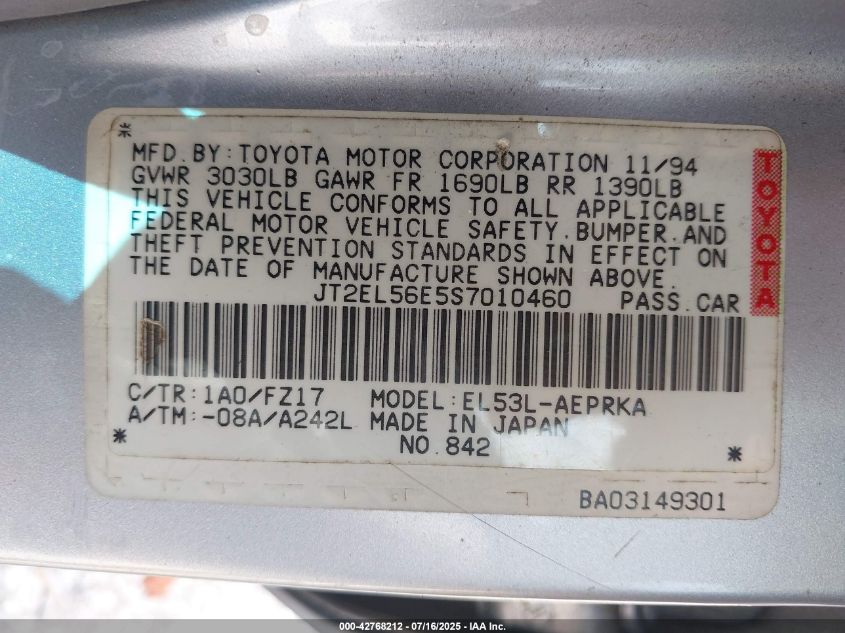 MFD.BY:TOYOTA MOTOR CORPORATION 11/94
GVWR 3030LB GAWR FR 1690LB RR 1390LB
THIS VEHICLE CONFORMS TO ALL APPLICABLE
FEDERAL MOTOR VEHICLE SAFETY.BUMPER.AND
THEFT PREVENTION STANDARDS IN EFFECT ON
THE DATE OF MANUFACTURE SHOWN ABOVE.
JT2EL56E5S7010460 PASS.CAR
TOYOTA
C/TR:1A0/FZ17 MODEL:EL53L-AEPRKA
A/TM:-08A/A242L MADE IN JAPAN
NO.842
BA03149301
000-42768212 - 07/16/2025 - IAA Inc.